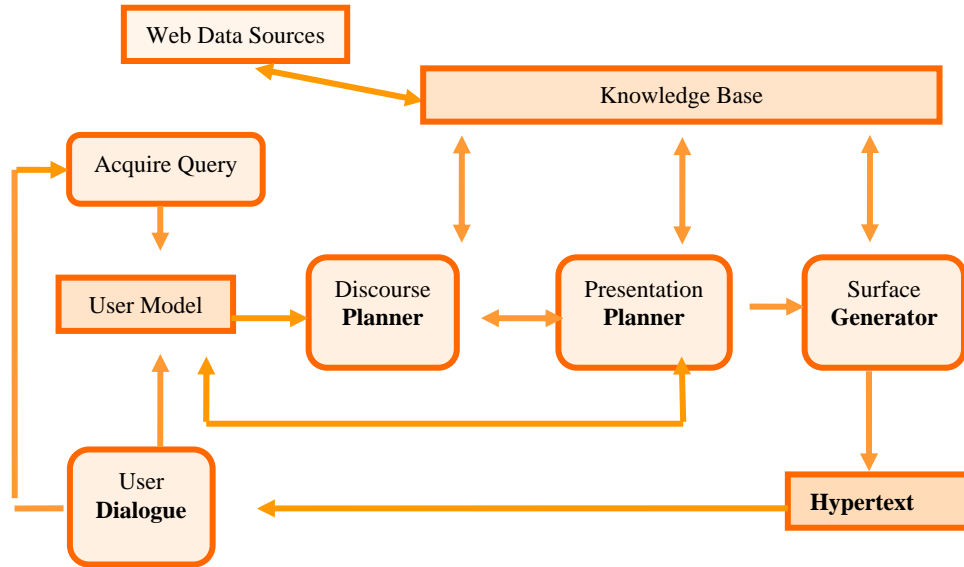 Web Data Sources
Knowledge Base
Acquire Query
User Model
Discourse
Planner
Presentation
Planner
Surface
Generator
User
Dialogue
Hypertext